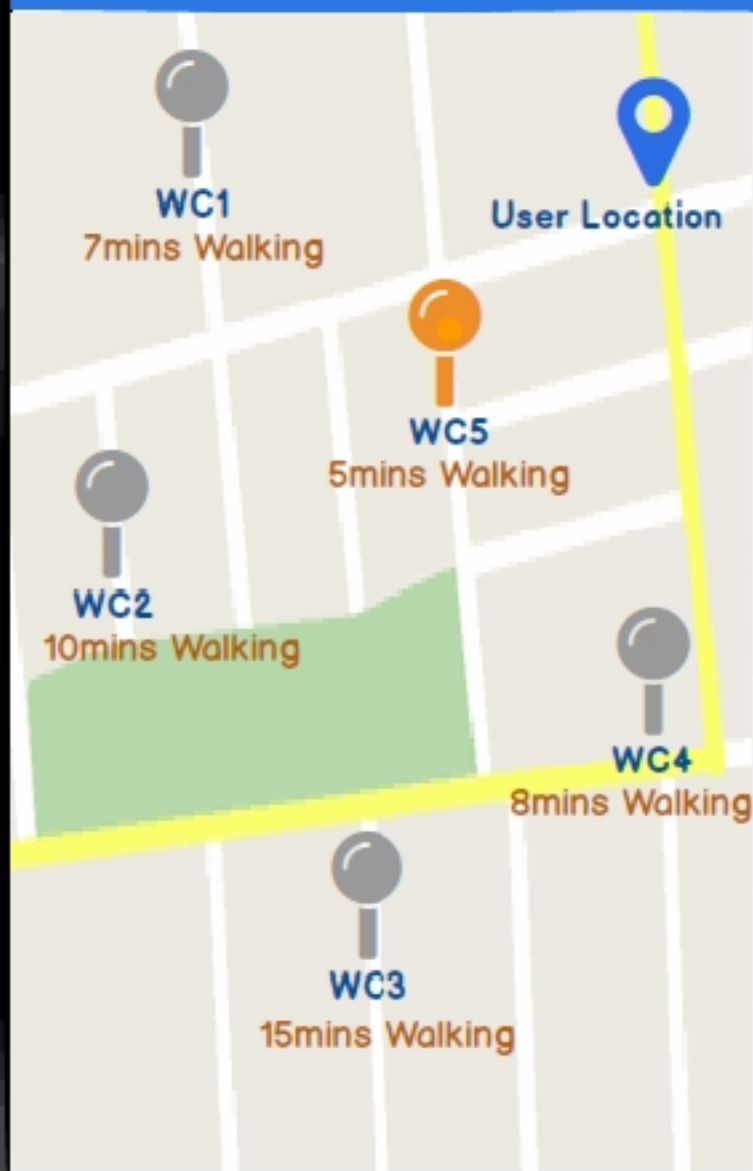 WC1
7mins Walking
User Location
WC5
5mins Walking
WC2
10mins Walking
WC4
8mins Walking
WC3
15mins Walking